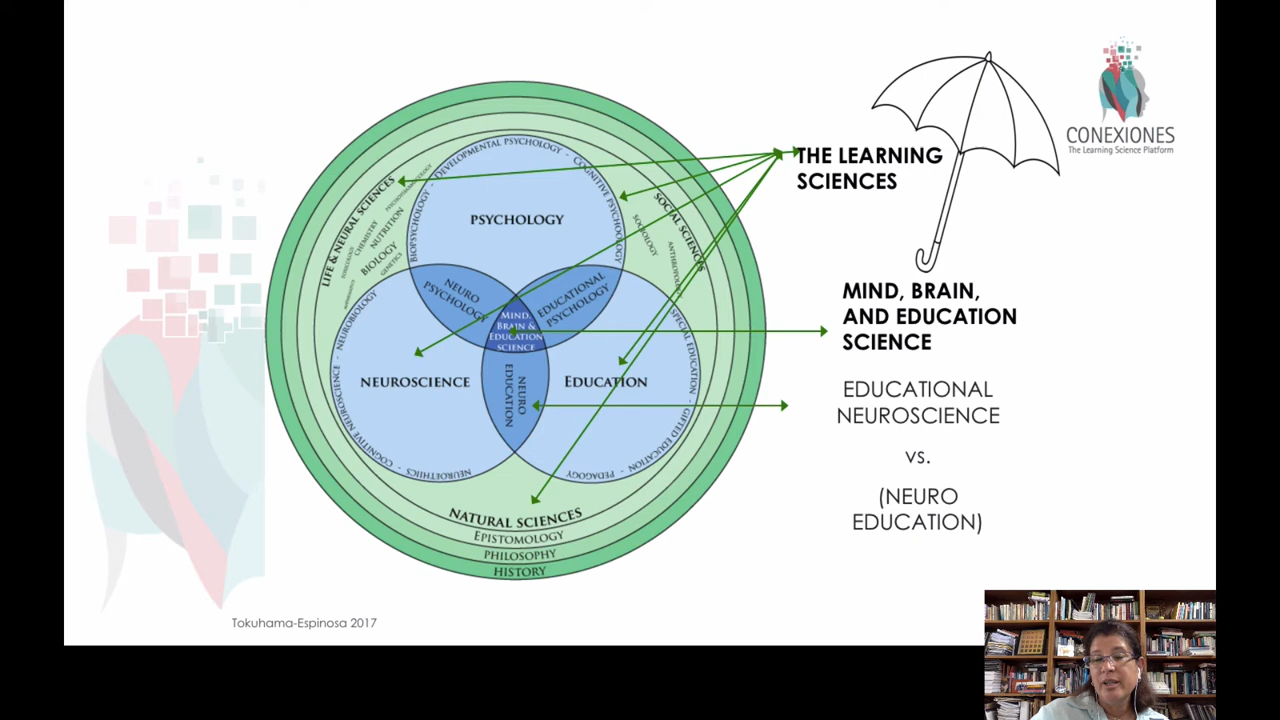 CONEXIONES
The Learning Science Platform
THE LEARNING
SCIENCES
MIND, BRAIN,
AND EDUCATION
SCIENCE
EDUCATIONAL
NEUROSCIENCE
vs.
(NEURO
EDUCATION)
LIFE & NEURAL SCIENCES
CHEMISTRY
NUTRITION
BIOLOGY
GENETICS
BIOPSYCHOLOGY - DEVELOPMENTAL PSYCHOLOGY - COGNITIVE PSYCHOLOGY
SOCIAL SCIENCES
SOCIOLOGY
PSYCHOLOGY
NEURO
PSYCHOLOGY
EDUCATIONAL
PSYCHOLOGY
MIND,
BRAIN &
EDUCATION
SCIENCE
NEUROSCIENCE
EDUCATION
NEURO
EDUCATION
NEUROETHICS - COGNITIVE NEUROSCIENCE - NEUROBIOLOGY
SPECIAL EDUCATION - GIFTED EDUCATION - PEDAGOGY
NATURAL SCIENCES
EPISTOMOLOGY
PHILOSOPHY
HISTORY
Tokuhama-Espinosa 2017